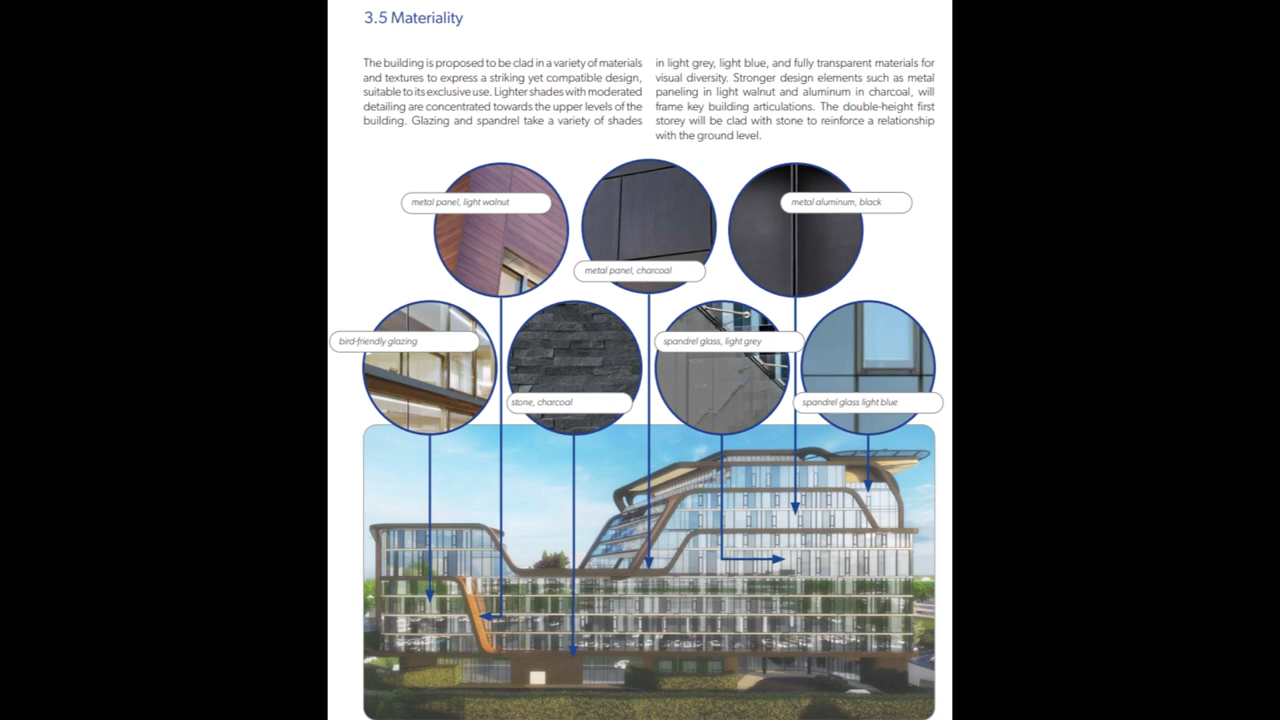 3.5 Materiality
The building is proposed to be clad in a variety of materials
and textures to express a striking yet compatible design,
suitable to its exclusive use. Lighter shades with moderated
detailing are concentrated towards the upper levels of the
building. Glazing and spandrel take a variety of shades
in light grey, light blue, and fully transparent materials for
visual diversity. Stronger design elements such as metal
paneling in light walnut and aluminum in charcoal, will
frame key building articulations. The double-height first
storey will be clad with stone to reinforce a relationship
with the ground level.
metal panel, light walnut
metal aluminum, black
metal panel, charcoal
bird-friendly glazing
spandrel glass, light grey
stone, charcoal
spandrel glass light blue